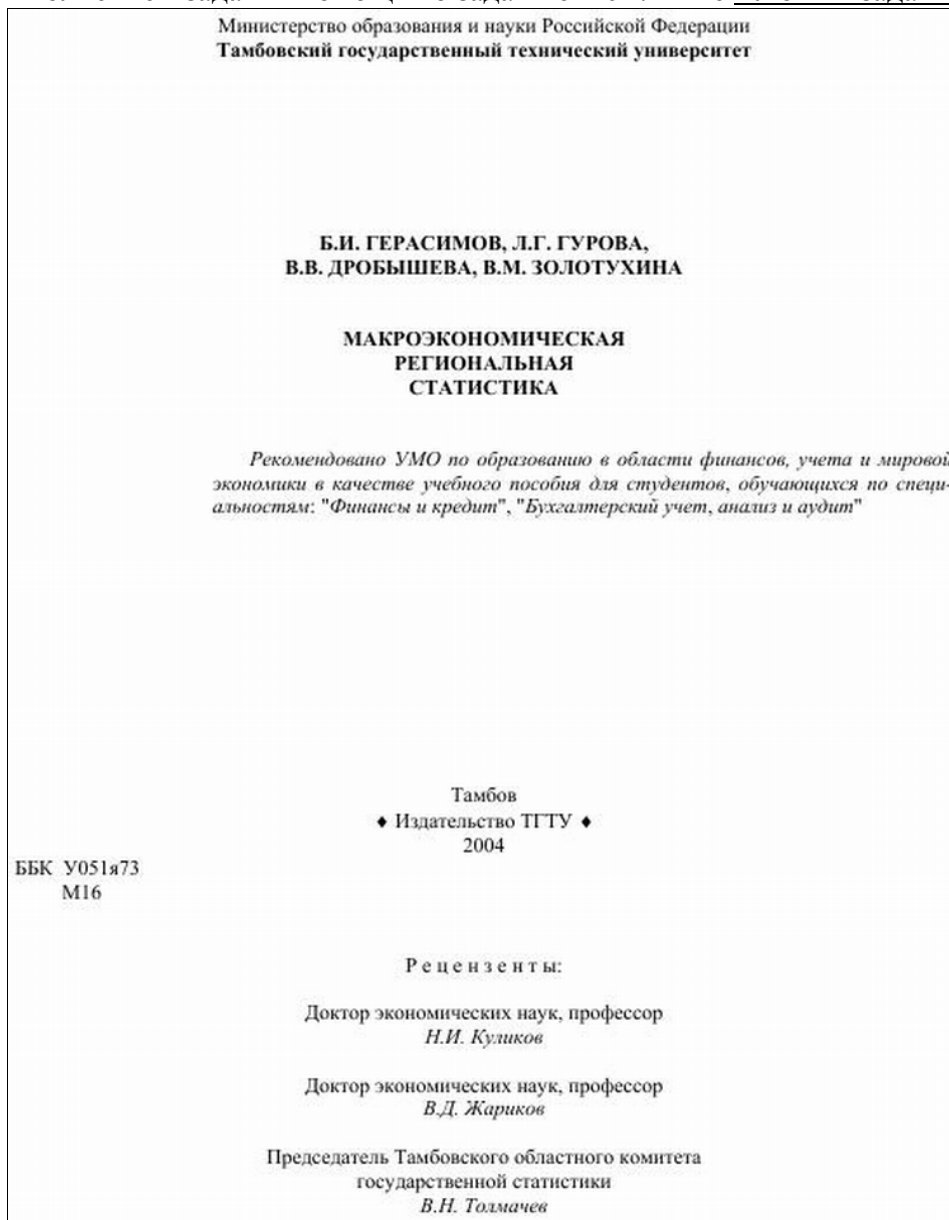 Министерство образования и науки Российской Федерации
Тамбовский государственный технический университет
Б.И. ГЕРАСИМОВ, Л.Г. ГУРОВА,
В.В. ДРОБЫШЕВА, В.М. ЗОЛОТУХИНА
МАКРОЭКОНОМИЧЕСКАЯ
РЕГИОНАЛЬНАЯ
СТАТИСТИКА
Рекомендовано УМО по образованию в области финансов, учета и мировой
экономики в качестве учебного пособия для студентов, обучающихся по специ-
альностям: "Финансы и кредит", "Бухгалтерский учет, анализ и аудит"
Тамбов
♦ Издательство ТГТУ ♦
2004
ББК У051я73
М16
Рецензенты:
Доктор экономических наук, профессор
Н.И. Куликов
Доктор экономических наук, профессор
В.Д. Жариков
Председатель Тамбовского областного комитета
государственной статистики
В.Н. Толмачев